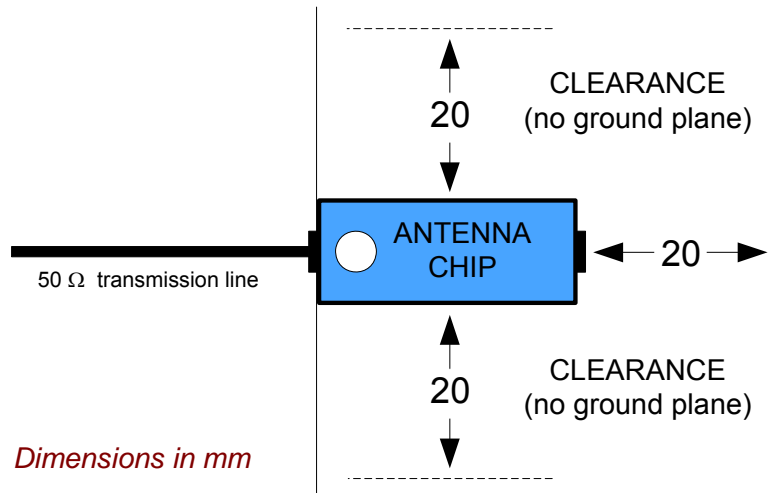 CLEARANCE
(no ground plane)
20
ANTENNA
CHIP
20
50 Ω transmission line
CLEARANCE
(no ground plane)
20
Dimensions in mm